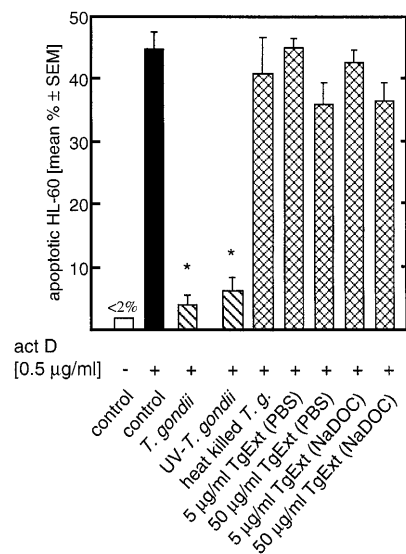 apoptotic HL-60 [mean % ± SEM]
50
40
30
20
10
<2%
*
*
act D
[0.5 µg/ml] - + + + + + + + +
control
control
T. gondii
UV- T. gondii
heat killed T. g.
5 µg/ml TgExt (PBS)
50 µg/ml TgExt (PBS)
5 µg/ml TgExt (NaDOC)
50 µg/ml TgExt (NaDOC)